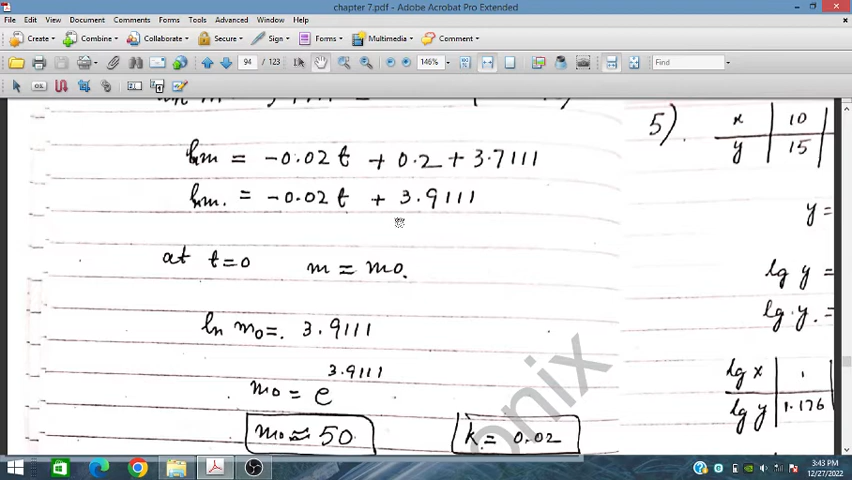 chapter 7.pdf - Adobe Acrobat Pro Extended
File Edit View Document Comments Forms Tools Advanced Window Help
Create Combine Collaborate Secure Sign Forms Multimedia Comment
94 / 123 146% Find
ln m = -0.02 t + 0.2 + 3.7111
ln m. = -0.02 t + 3.9111
at t=0 m = m0.
ln m0 = 3.9111
m0 = e^3.9111
m0 ≈ 50
k = 0.02
5). x 10
y 15
y =
lg y =
lg y. =
lg x 1
lg y 1.176
onix
3:43 PM
12/27/2022